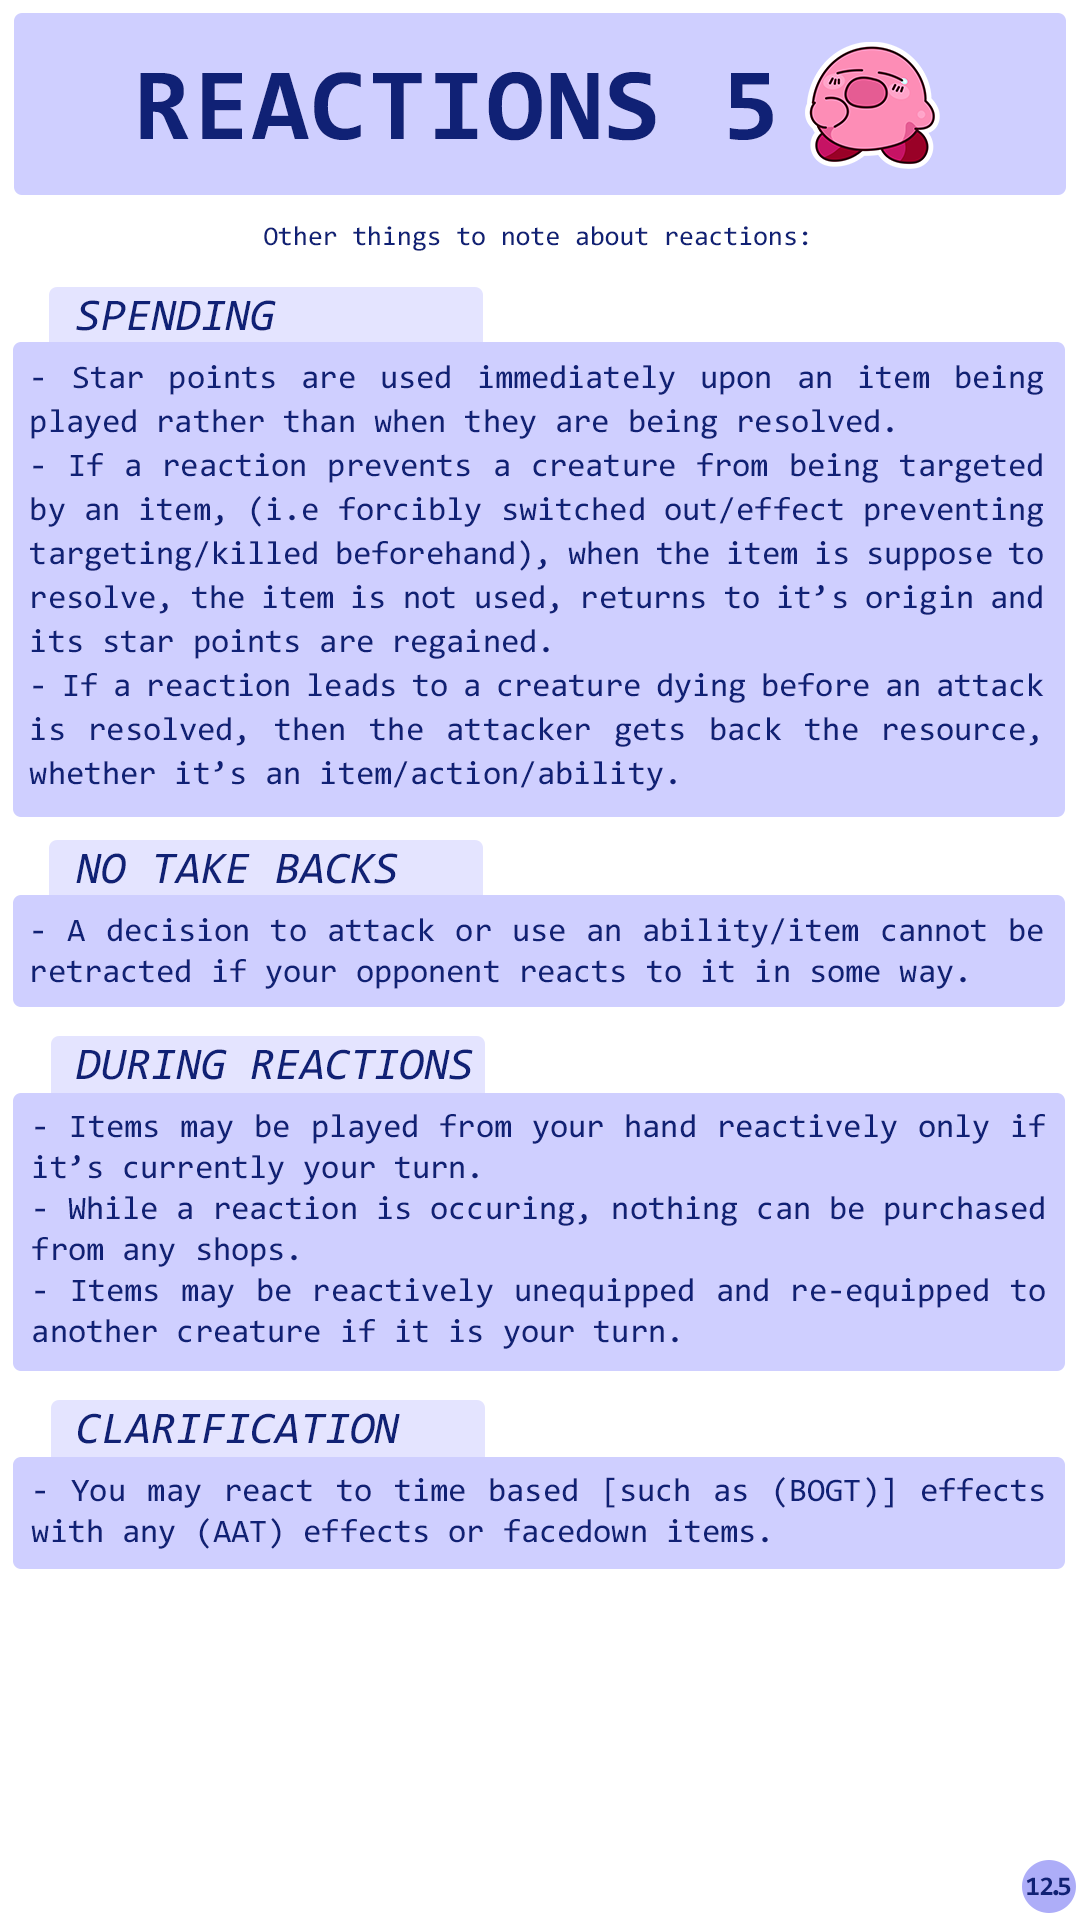 REACTIONS 5
Other things to note about reactions:
SPENDING
- Star points are used immediately upon an item being
played rather than when they are being resolved.
- If a reaction prevents a creature from being targeted
by an item, (i.e forcibly switched out/effect preventing
targeting/killed beforehand), when the item is suppose to
resolve, the item is not used, returns to it’s origin and
its star points are regained.
- If a reaction leads to a creature dying before an attack
is resolved, then the attacker gets back the resource,
whether it’s an item/action/ability.
NO TAKE BACKS
- A decision to attack or use an ability/item cannot be
retracted if your opponent reacts to it in some way.
DURING REACTIONS
- Items may be played from your hand reactively only if
it’s currently your turn.
- While a reaction is occuring, nothing can be purchased
from any shops.
- Items may be reactively unequipped and re-equipped to
another creature if it is your turn.
CLARIFICATION
- You may react to time based [such as (BOGT)] effects
with any (AAT) effects or facedown items.
12.5